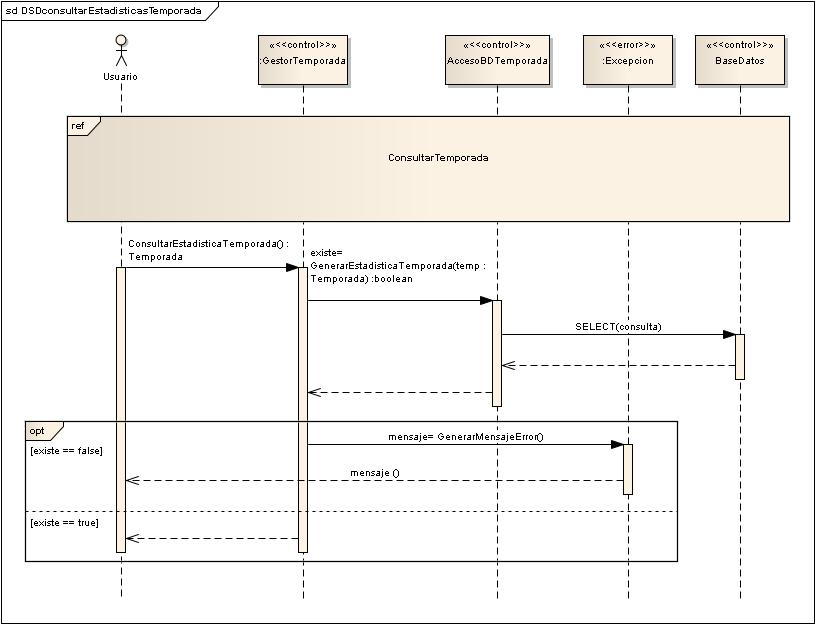 sd DSDconsultarEstadisticasTemporada
Usuario
«<<control>>»
:GestorTemporada
«<<control>>»
AccesoBDTemporada
«<<error>>»
:Excepcion
«<<control>>»
BaseDatos
ref
ConsultarTemporada
ConsultarEstadisticaTemporada() :
Temporada
existe=
GenerarEstadisticaTemporada(temp :
Temporada) :boolean
SELECT(consulta)
opt
[existe == false]
mensaje= GenerarMensajeError()
mensaje ()
[existe == true]